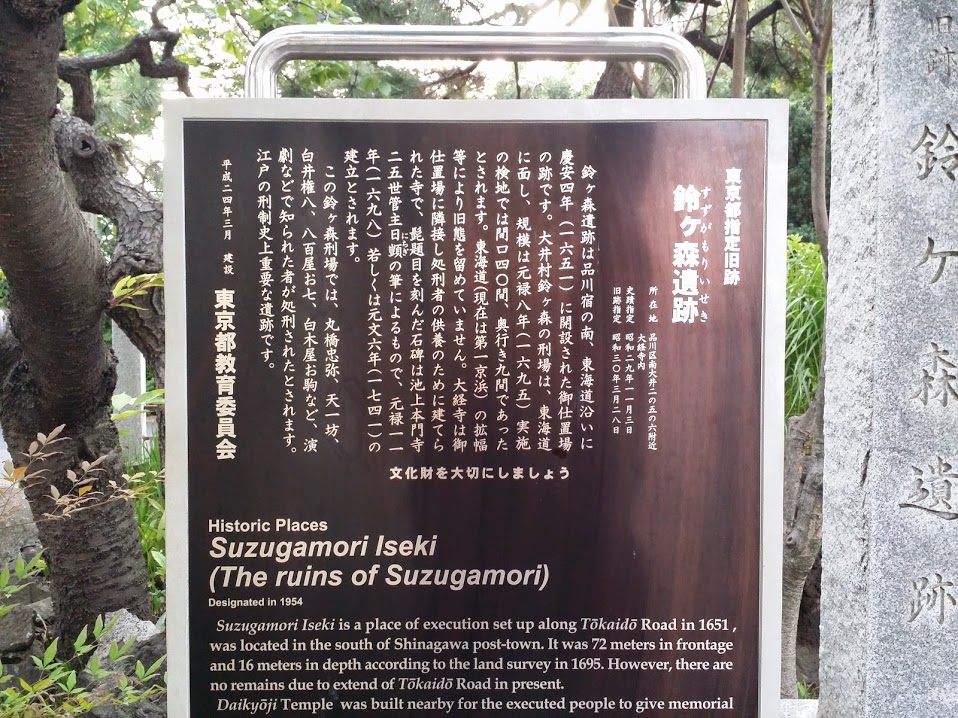 東京都指定旧跡
鈴ヶ森遺跡
すずがもりいせき
所在地 品川区南大井二の五の六附近
大経寺内
史蹟指定 昭和二九年一一月三日
旧跡指定 昭和三〇年三月二八日
鈴ヶ森遺跡は品川宿の南、東海道沿いに
慶安四年(一六五一)に開設された御仕置場
の跡です。大井村鈴ヶ森の刑場は、東海道
に面し、規模は元禄八年(一六九五)実施
の検地では間口四〇間、奥行き九間であった
とされます。東海道(現在は第一京浜)の拡幅
等により旧態を留めていません。大経寺は御
仕置場に隣接し処刑者の供養のために建てら
れた寺で、髭題目を刻んだ石碑は池上本門寺
二五世管主日顗の筆によるもので、元禄一一
にちぎ
年(一六九八)若しくは元文六年(一七四一)の
建立とされます。
この鈴ヶ森刑場では、丸橋忠弥、天一坊、
白井権八、八百屋お七、白木屋お駒など、演
劇などで知られた者が処刑されたとされます。
江戸の刑制史上重要な遺跡です。
平成二四年三月 建設
東京都教育委員会
文化財を大切にしましょう
Historic Places
Suzugamori Iseki
(The ruins of Suzugamori)
Designated in 1954
Suzugamori Iseki is a place of execution set up along Tōkaidō Road in 1651 ,
was located in the south of Shinagawa post-town. It was 72 meters in frontage
and 16 meters in depth according to the land survey in 1695. However, there are
no remains due to extend of Tōkaidō Road in present.
Daikyōji Temple was built nearby for the executed people to give memorial
旧跡 鈴ケ森遺跡